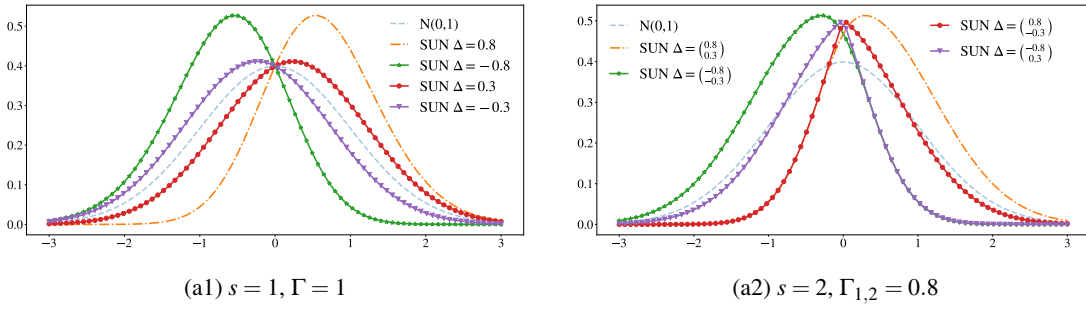 0.5
0.4
0.3
0.2
0.1
0.0
−3
−2
−1
0
1
2
3
N(0,1)
SUN Δ = 0.8
SUN Δ = −0.8
SUN Δ = 0.3
SUN Δ = −0.3
(a1) s = 1, Γ = 1
0.5
0.4
0.3
0.2
0.1
0.0
−3
−2
−1
0
1
2
3
N(0,1)
SUN Δ = (0.8 0.3)
SUN Δ = (−0.8 −0.3)
SUN Δ = (0.8 −0.3)
SUN Δ = (−0.8 0.3)
(a2) s = 2, Γ1,2 = 0.8